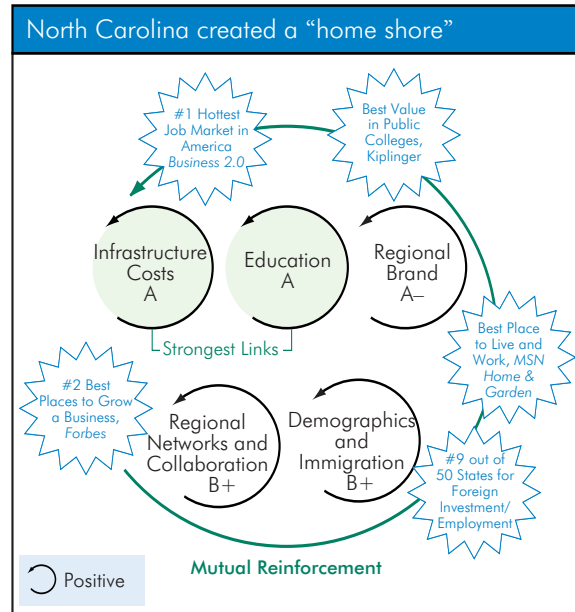 North Carolina created a “home shore”
#1 Hottest
Job Market in
America
Business 2.0
Best Value
in Public
Colleges,
Kiplinger
Infrastructure
Costs
A
Education
A
Regional
Brand
A–
Strongest Links
Best Place
to Live and
Work, MSN
Home &
Garden
#2 Best
Places to Grow
a Business,
Forbes
Regional
Networks and
Collaboration
B+
Demographics
and
Immigration
B+
#9 out of
50 States for
Foreign
Investment/
Employment
Mutual Reinforcement
Positive